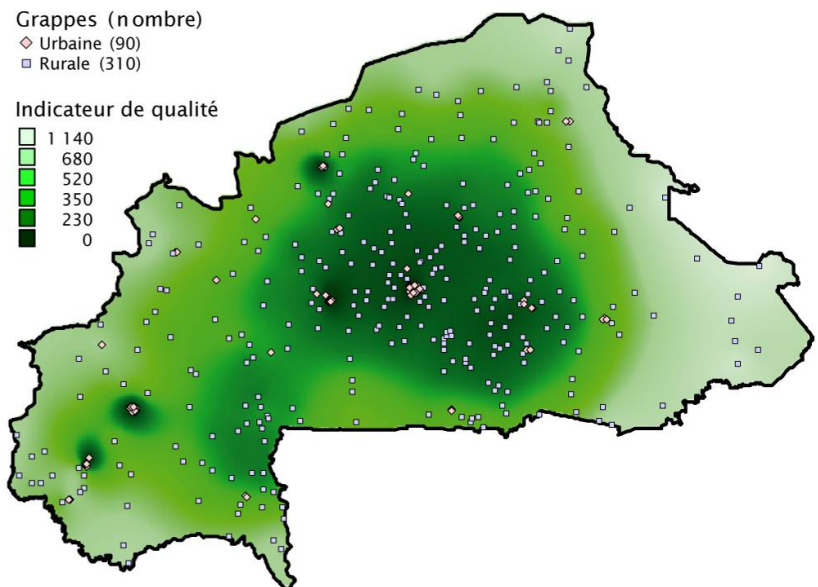 Grappes (nombre)
Urbaine (90)
Rurale (310)
Indicateur de qualité
1 140
680
520
350
230
0